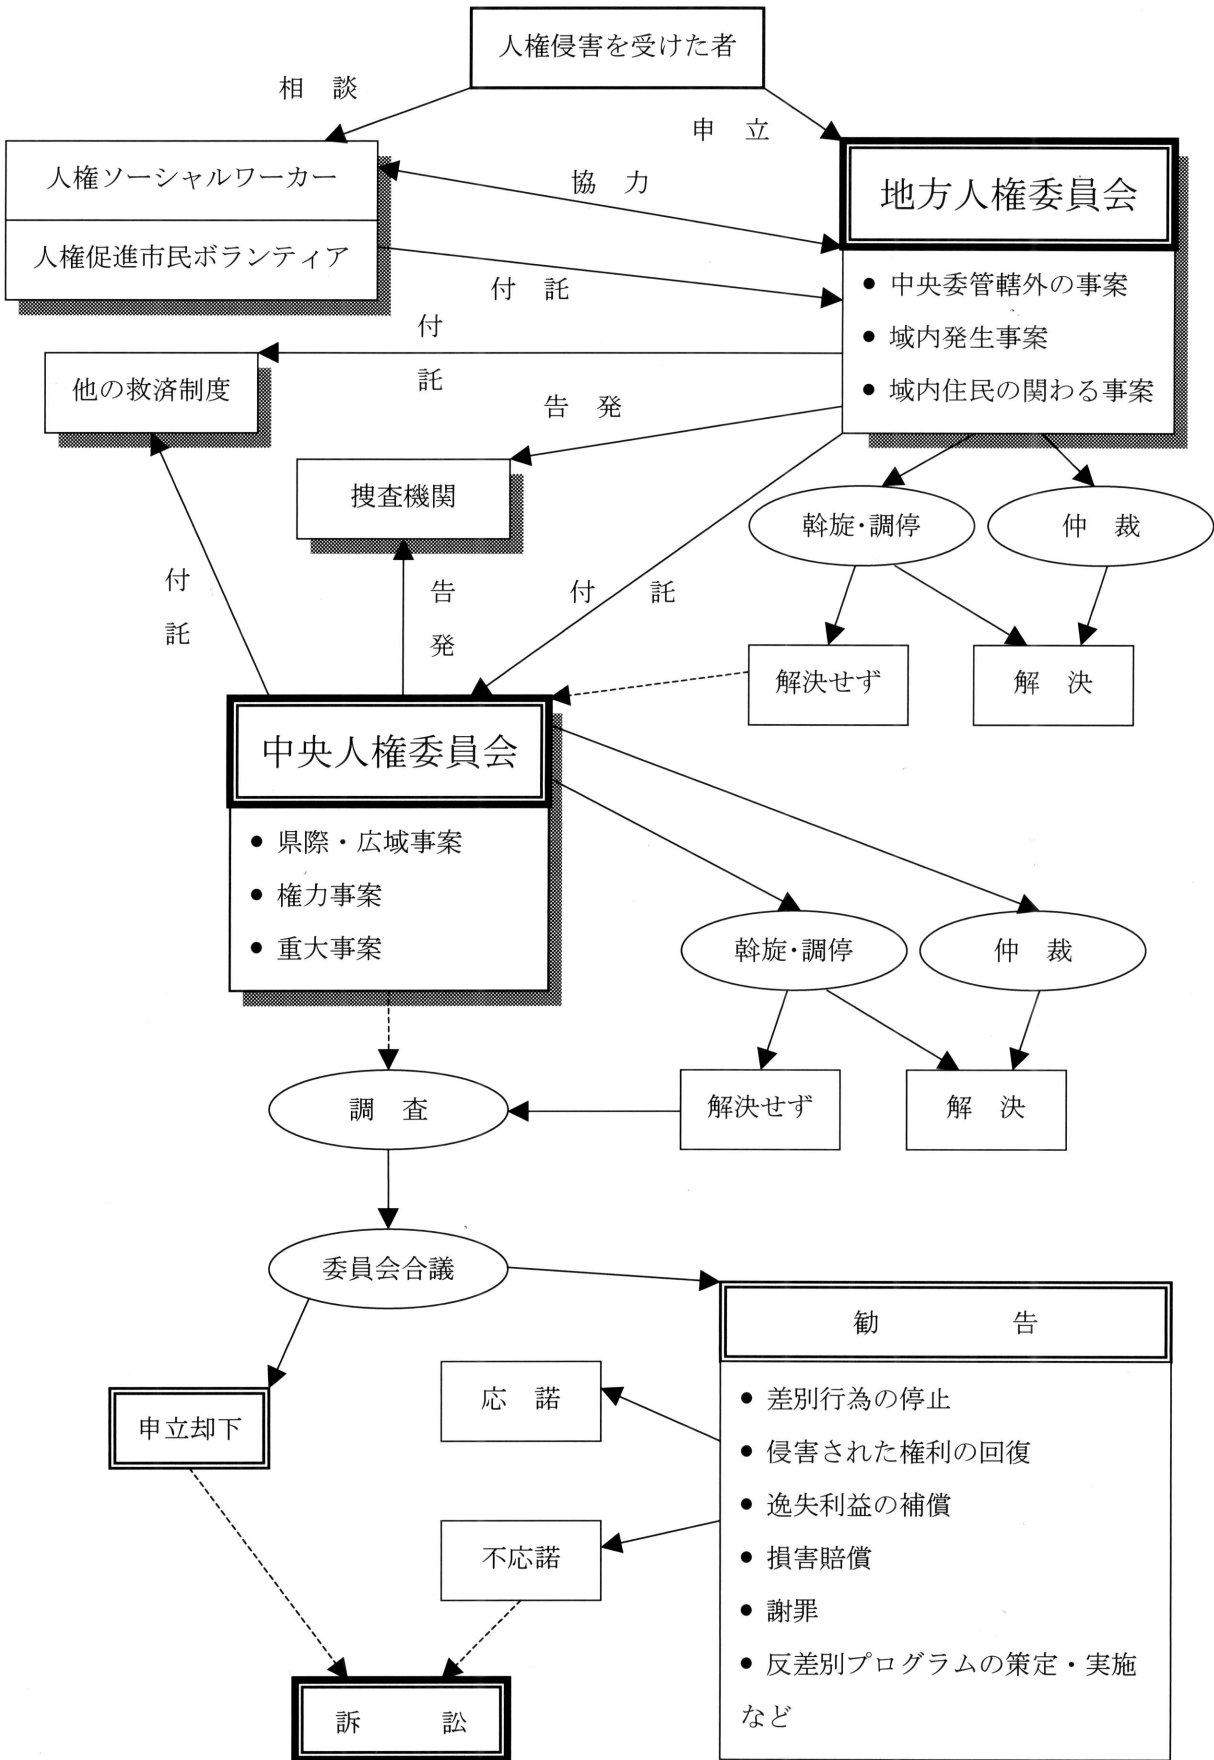 人権侵害を受けた者
相 談
申 立
人権ソーシャルワーカー
人権促進市民ボランティア
協 力
付 託
地方人権委員会
● 中央委管轄外の事案
● 域内発生事案
● 域内住民の関わる事案
付
託
他の救済制度
告 発
捜査機関
斡旋・調停
仲 裁
付
託
告
発
付 託
解決せず
解 決
中央人権委員会
● 県際・広域事案
● 権力事案
● 重大事案
斡旋・調停
仲 裁
調 査
解決せず
解 決
委員会合議
勧 告
● 差別行為の停止
● 侵害された権利の回復
● 逸失利益の補償
● 損害賠償
● 謝罪
● 反差別プログラムの策定・実施
など
応 諾
申立却下
不応諾
訴 訟